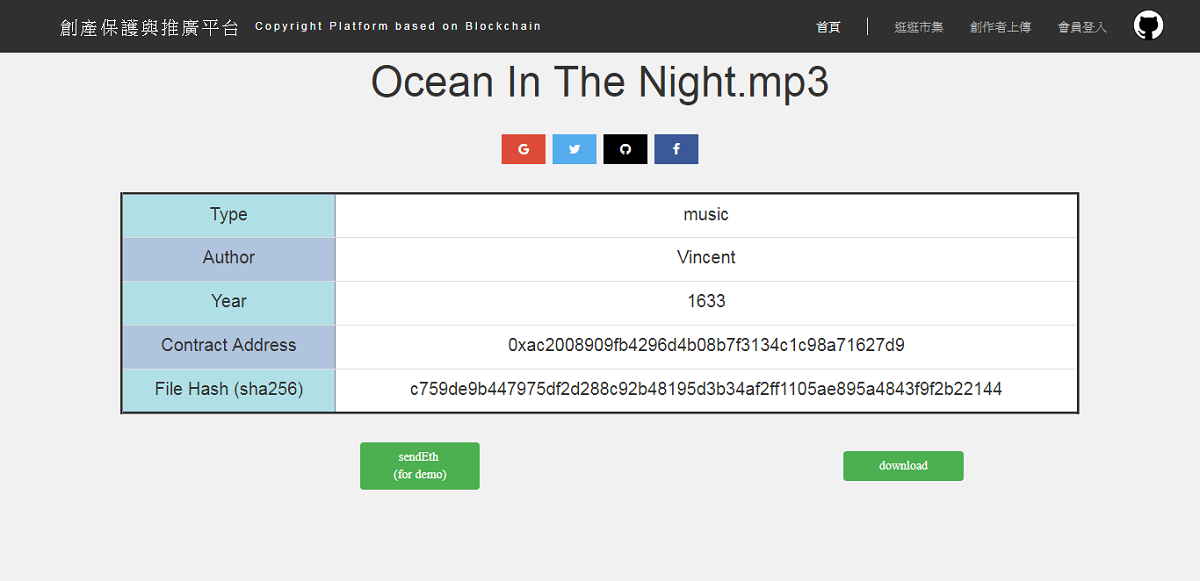 創產保護與推廣平台 Copyright Platform based on Blockchain 首頁 逛逛市集 創作者上傳 會員登入
Ocean In The Night.mp3
Type music
Author Vincent
Year 1633
Contract Address 0xac2008909fb4296d4b08b7f3134c1c98a71627d9
File Hash (sha256) c759de9b447975df2d288c92b48195d3b34af2ff1105ae895a4843f9f2b22144
sendEth
(for demo)
download